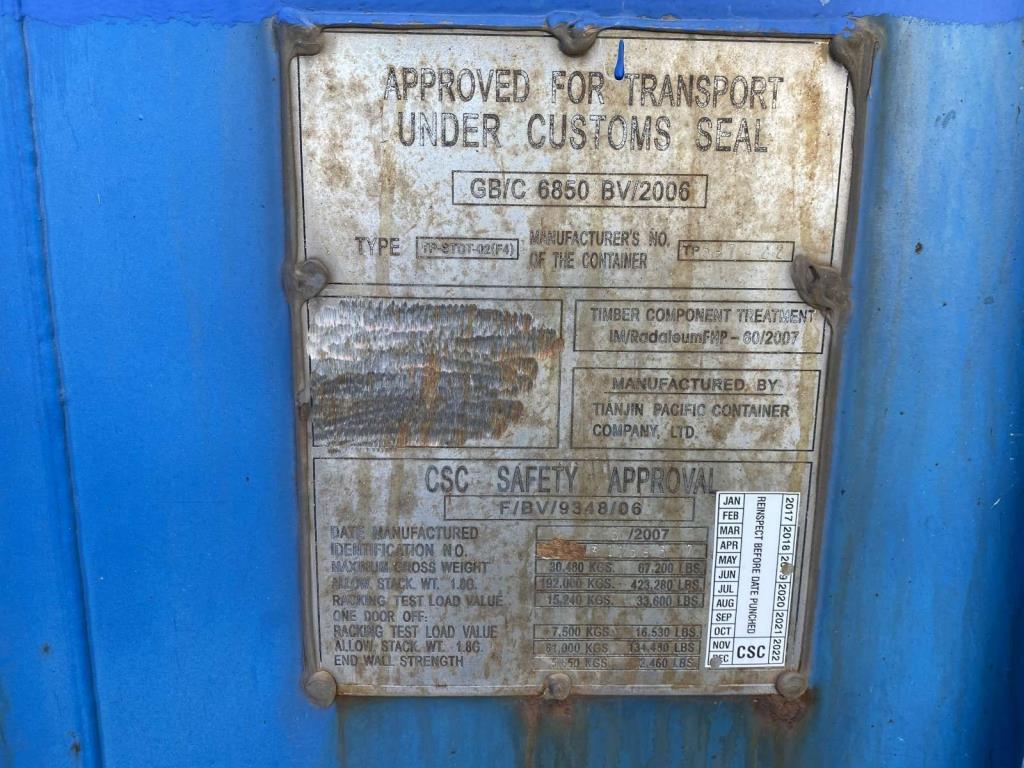 APPROVED FOR TRANSPORT
UNDER CUSTOMS SEAL
GB/C 6850 BV/2006
TYPE
MANUFACTURER'S NO.
OF THE CONTAINER
TP
TIMBER COMPONENT TREATMENT
IM/RadaleumFHP - 60/2007
MANUFACTURED BY
TIANJIN PACIFIC CONTAINER
COMPANY, LTD.
CSC SAFETY APPROVAL
F/BV/9348/06
DATE MANUFACTURED /2007
IDENTIFICATION NO.
MAXIMUM GROSS WEIGHT 30.480 KGS. 67.200 LBS
ALLOW STACK. WT. 1.8G. 192.000 KGS. 423.280 LBS
RACKING TEST LOAD VALUE 15.240 KGS. 33.600 LBS
ONE DOOR OFF:
RACKING TEST LOAD VALUE 7.500 KGS. 16.530 LBS
ALLOW STACK WT. 1.8G. 61.000 KGS. 134.480 LBS
END WALL STRENGTH KGS LBS
JAN
FEB
MAR
APR
MAY
JUN
JUL
AUG
SEP
OCT
NOV
DEC
REINSPECT BEFORE DATE PUNCHED
CSC
2017 2018 2019 2020 2021 2022